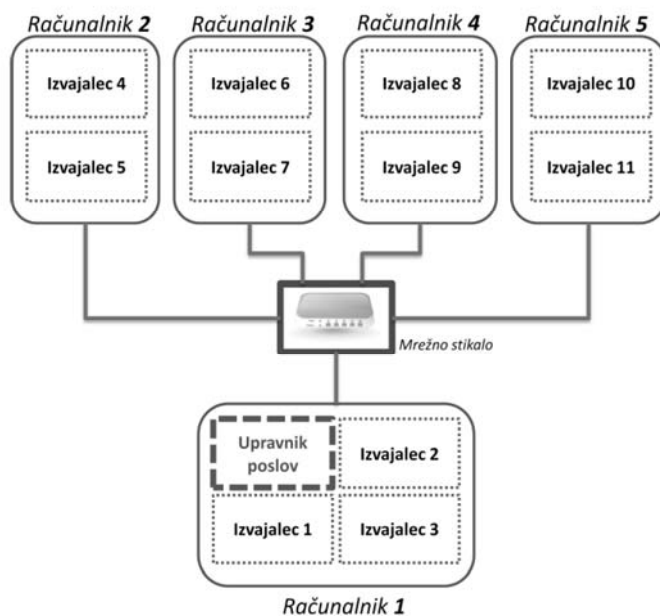 Računalnik 2
Računalnik 3
Računalnik 4
Računalnik 5
Izvajalec 4
Izvajalec 6
Izvajalec 8
Izvajalec 10
Izvajalec 5
Izvajalec 7
Izvajalec 9
Izvajalec 11
Mrežno stikalo
Upravnik
poslov
Izvajalec 2
Izvajalec 1
Izvajalec 3
Računalnik 1